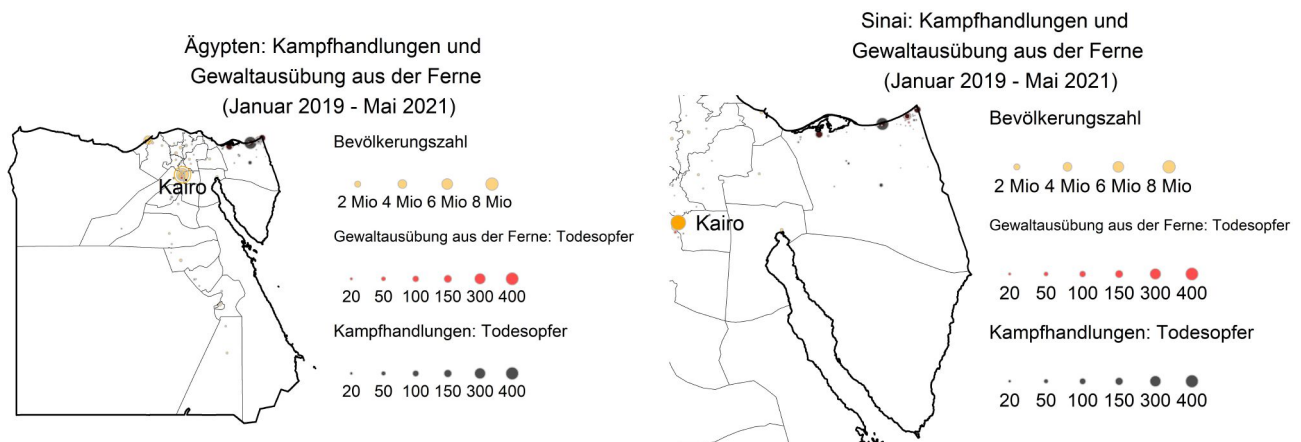 Ägypten: Kampfhandlungen und
Gewaltausübung aus der Ferne
(Januar 2019 - Mai 2021)
Bevölkerungszahl
2 Mio 4 Mio 6 Mio 8 Mio
Gewaltausübung aus der Ferne: Todesopfer
20 50 100 150 300 400
Kampfhandlungen: Todesopfer
20 50 100 150 300 400
Kairo
Sinai: Kampfhandlungen und
Gewaltausübung aus der Ferne
(Januar 2019 - Mai 2021)
Bevölkerungszahl
2 Mio 4 Mio 6 Mio 8 Mio
Gewaltausübung aus der Ferne: Todesopfer
20 50 100 150 300 400
Kampfhandlungen: Todesopfer
20 50 100 150 300 400
Kairo